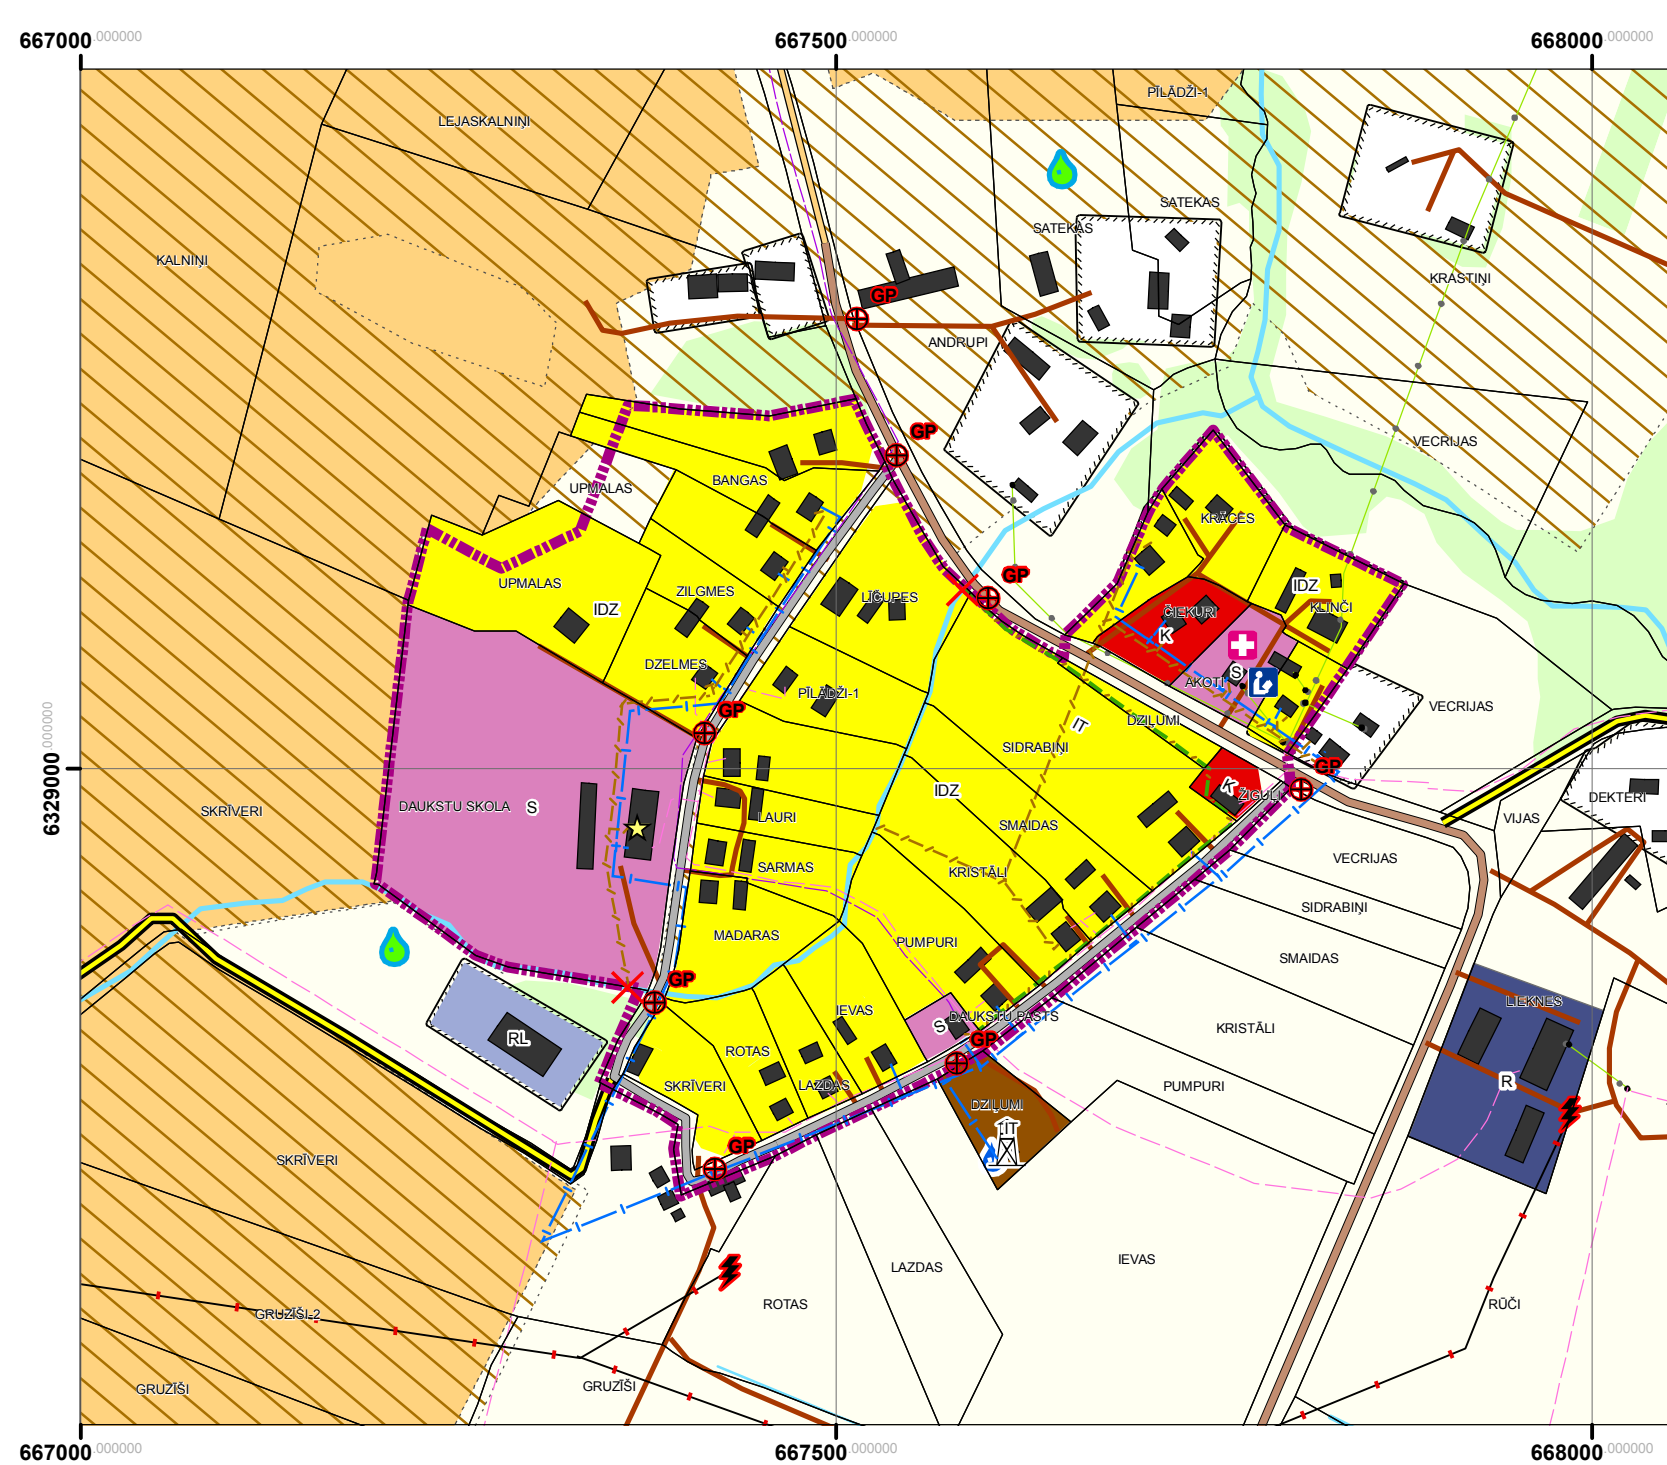 667000.000000
667500.000000
668000.000000
PĪLĀDŽI-1
LEJASKALNIŅI
SATEKAS
SATEKAS
KALNIŅI
KRASTIŅI
GP
ANDRUPI
GP
VECRIJAS
BANGAS
UPMALAS
KRĀCES
GP
UPMALAS
IDZ
ZILGMES
LĪCUPES
IDZ
KLINČI
ČIEKURI
K
DZELMES
S
AKOTI
PĪLĀDŽI-1
GP
VECRIJAS
DZIĻUMI
IT
SIDRABIŅI
6329000.000000
GP
IDZ
K
ŽIGUĻI
DEKTERI
SKRĪVERI
DAUKSTU SKOLA
S
LAURI
SMAIDAS
VIJAS
SARMAS
KRISTĀLI
VECRIJAS
SIDRABIŅI
MADARAS
PUMPURI
SMAIDAS
GP
IEVAS
LIEKNES
S
DAUKSTU PASTS
KRISTĀLI
RL
GP
ROTAS
SKRĪVERI
LAZDAS
PUMPURI
R
DZIĻUMI
IT
GP
SKRĪVERI
LAZDAS
IEVAS
ROTAS
RŪČI
GRUZĪŠI-2
GRUZĪŠI
GRUZĪŠI
667000.000000
667500.000000
668000.000000